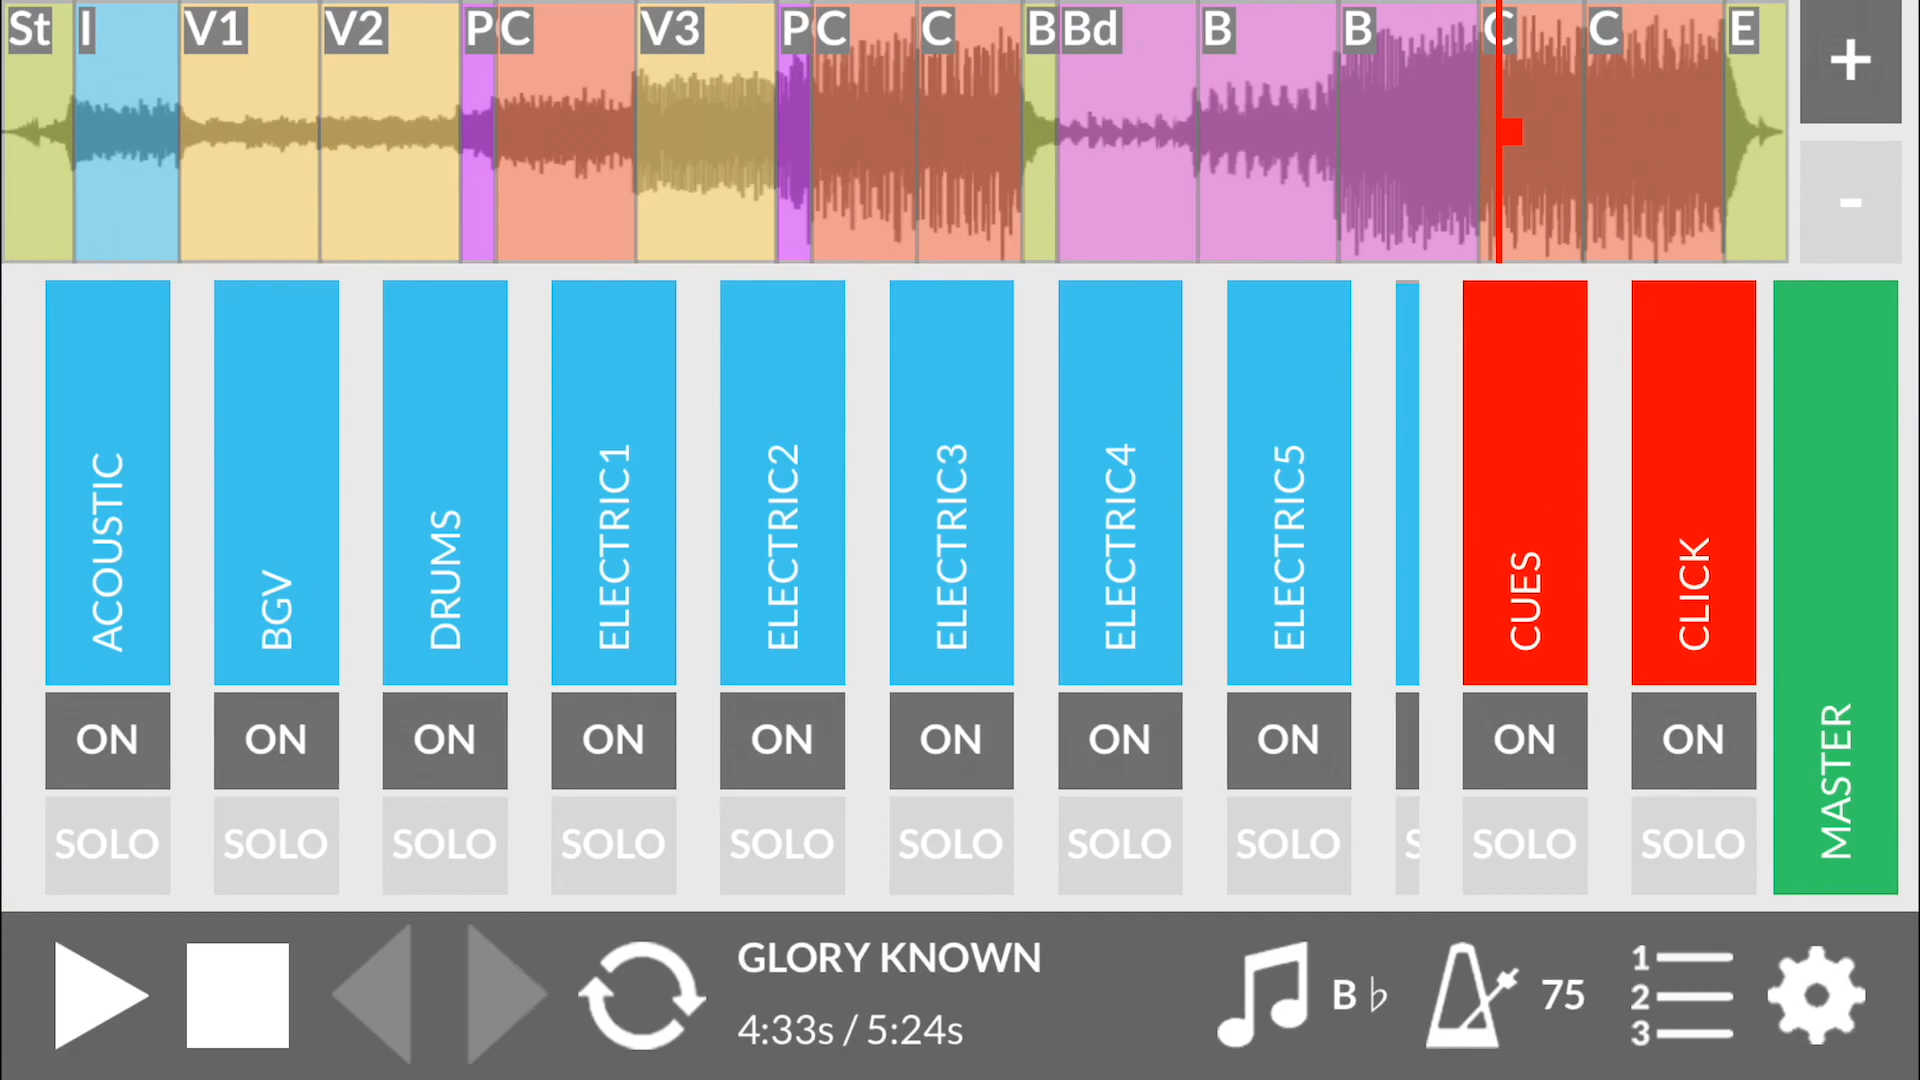 St I V1 V2 P C V3 P C C B Bd B B C C E
+
-
ACOUSTIC BGV DRUMS ELECTRIC1 ELECTRIC2 ELECTRIC3 ELECTRIC4 ELECTRIC5 CUES CLICK MASTER
ON ON ON ON ON ON ON ON ON ON
SOLO SOLO SOLO SOLO SOLO SOLO SOLO SOLO S SOLO SOLO
GLORY KNOWN
4:33s / 5:24s
B♭
75
1
2
3